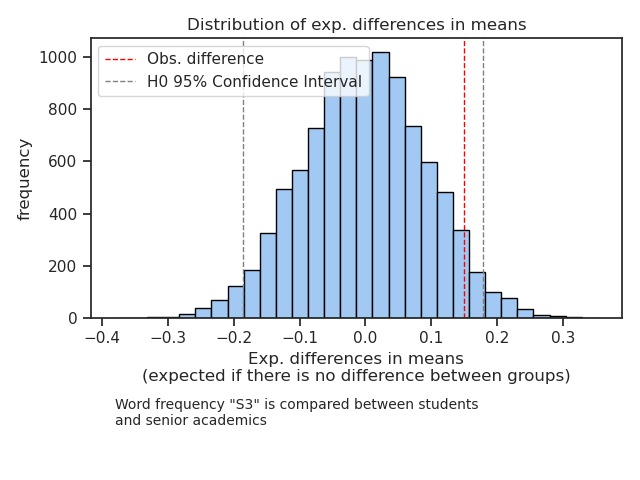 Distribution of exp. differences in means
Obs. difference
H0 95% Confidence Interval
1000
800
600
400
200
0
frequency
−0.4 −0.3 −0.2 −0.1 0.0 0.1 0.2 0.3
Exp. differences in means
(expected if there is no difference between groups)
Word frequency "S3" is compared between students
and senior academics